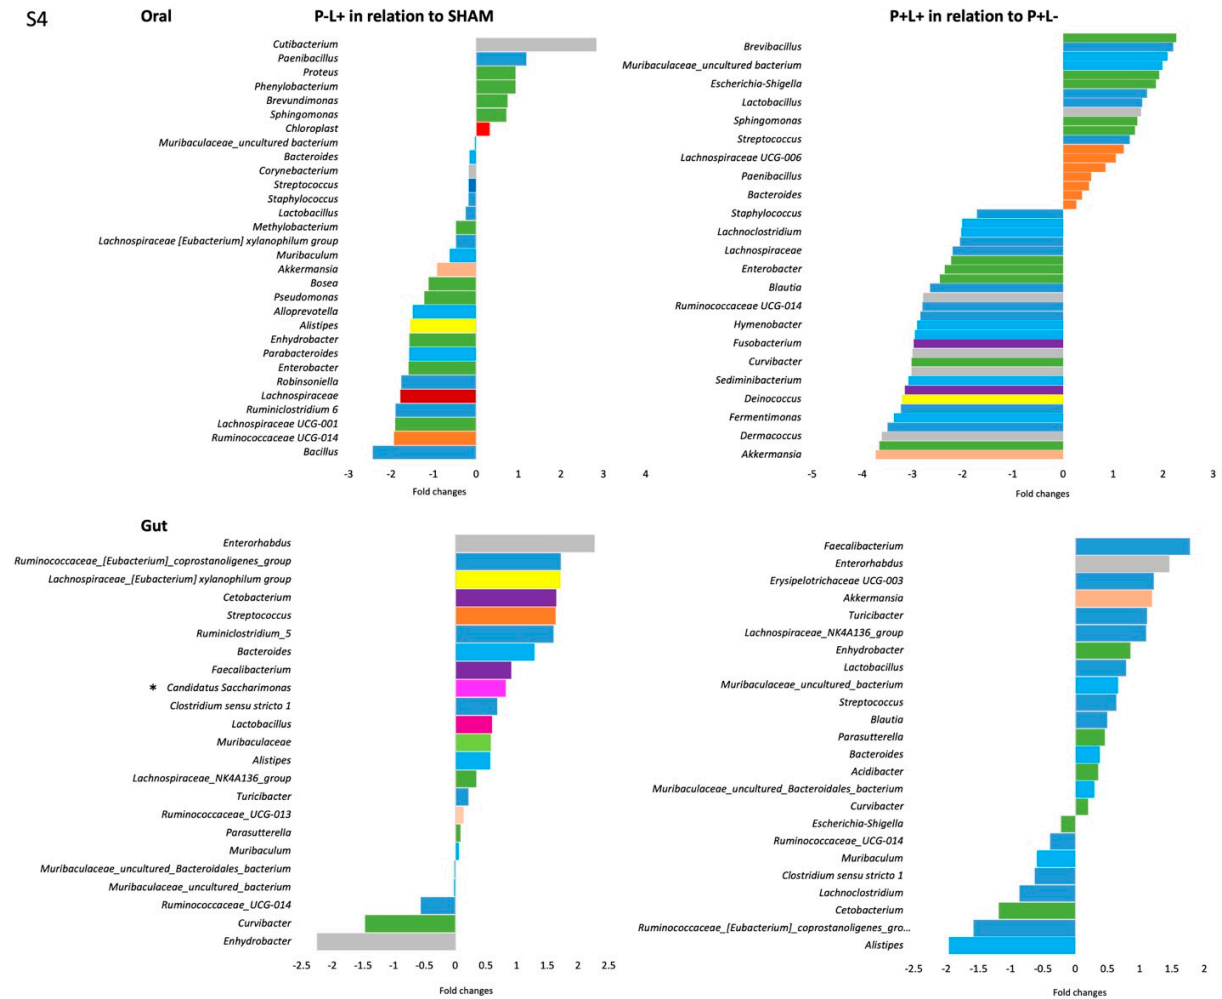 S4
Oral
P-L+ in relation to SHAM
P+L+ in relation to P+L-
Cutibacterium
Paenibacillus
Proteus
Phenylobacterium
Brevundimonas
Sphingomonas
Chloroplast
Muribaculaceae_uncultured bacterium
Bacteroides
Corynebacterium
Streptococcus
Staphylococcus
Lactobacillus
Methylobacterium
Lachnospiraceae [Eubacterium] xylanophilum group
Muribaculum
Akkermansia
Bosea
Pseudomonas
Alloprevotella
Alistipes
Enhydrobacter
Parabacteroides
Enterobacter
Robinsoniella
Lachnospiraceae
Ruminiclostridium 6
Lachnospiraceae UCG-001
Ruminococcaceae UCG-014
Bacillus
-3 -2 -1 0 1 2 3 4
Fold changes
Brevibacillus
Muribaculaceae_uncultured bacterium
Escherichia-Shigella
Lactobacillus
Sphingomonas
Streptococcus
Lachnospiraceae UCG-006
Paenibacillus
Bacteroides
Staphylococcus
Lachnoclostridium
Lachnospiraceae
Enterobacter
Blautia
Ruminococcaceae UCG-014
Hymenobacter
Fusobacterium
Curvibacter
Sediminibacterium
Deinococcus
Fermentimonas
Dermacoccus
Akkermansia
-5 -4 -3 -2 -1 0 1 2 3
Fold changes
Gut
Enterorhabdus
Ruminococcaceae_[Eubacterium]_coprostanoligenes_group
Lachnospiraceae_[Eubacterium] xylanophilum group
Cetobacterium
Streptococcus
Ruminiclostridium_5
Bacteroides
Faecalibacterium
* Candidatus Saccharimonas
Clostridium sensu stricto 1
Lactobacillus
Muribaculaceae
Alistipes
Lachnospiraceae_NK4A136_group
Turicibacter
Ruminococcaceae_UCG-013
Parasutterella
Muribaculum
Muribaculaceae_uncultured_Bacteroidales_bacterium
Muribaculaceae_uncultured_bacterium
Ruminococcaceae_UCG-014
Curvibacter
Enhydrobacter
-2.5 -2 -1.5 -1 -0.5 0 0.5 1 1.5 2 2.5
Fold changes
Faecalibacterium
Enterorhabdus
Erysipelotrichaceae UCG-003
Akkermansia
Turicibacter
Lachnospiraceae_NK4A136_group
Enhydrobacter
Lactobacillus
Muribaculaceae_uncultured_bacterium
Streptococcus
Blautia
Parasutterella
Bacteroides
Acidibacter
Muribaculaceae_uncultured_Bacteroidales_bacterium
Curvibacter
Escherichia-Shigella
Ruminococcaceae_UCG-014
Muribaculum
Clostridium sensu stricto 1
Lachnoclostridium
Cetobacterium
Ruminococcaceae_[Eubacterium]_coprostanoligenes_gro...
Alistipes
-2.5 -2 -1.5 -1 -0.5 0 0.5 1 1.5 2
Fold changes